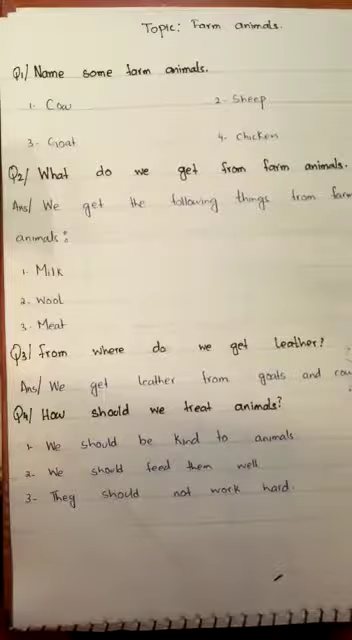 Topic: Farm animals.
Q1/ Name some farm animals.
1- Cow 2- Sheep
3- Goat 4- Chicken
Q2/ What do we get from farm animals.
Ans/ We get the following things from farm
animals:
1. Milk
2. Wool
3. Meat
Q3/ From where do we get leather?
Ans/ We get leather from goats and
Q4/ How should we treat animals?
1- We should be kind to animals
2- We should feed them well
3- They should not work hard.